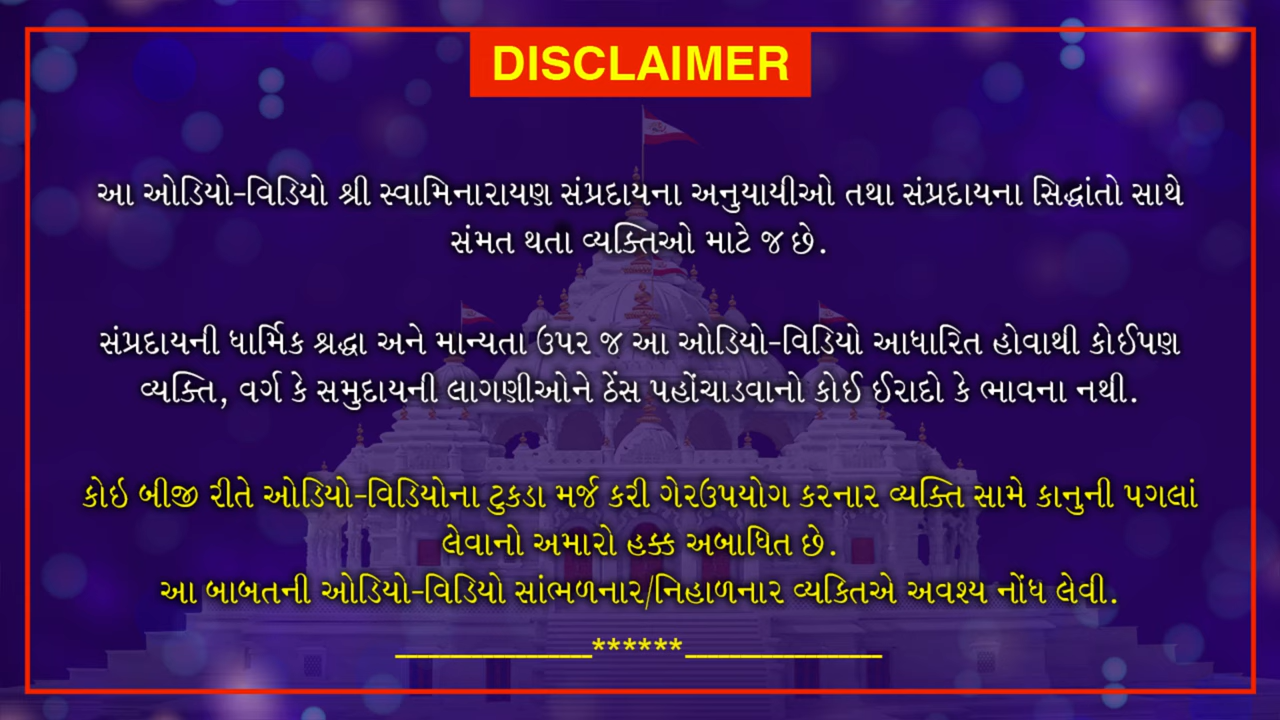 DISCLAIMER
આ ઓડિયો-વિડિયો શ્રી સ્વામિનારાયણ સંપ્રદાયના અનુયાયીઓ તથા સંપ્રદાયના સિદ્ધાંતો સાથે
સંમત થતા વ્યક્તિઓ માટે જ છે.
સંપ્રદાયની ધાર્મિક શ્રદ્ધા અને માન્યતા ઉપર જ આ ઓડિયો-વિડિયો આધારિત હોવાથી કોઈપણ
વ્યક્તિ, વર્ગ કે સમુદાયની લાગણીઓને ઠેંસ પહોંચાડવાનો કોઈ ઈરાદો કે ભાવના નથી.
કોઇ બીજી રીતે ઓડિયો-વિડિયોના ટુકડા મર્જ કરી ગેરઉપયોગ કરનાર વ્યક્તિ સામે કાનુની પગલાં
લેવાનો અમારો હક્ક અબાધિત છે.
આ બાબતની ઓડિયો-વિડિયો સાંભળનાર/નિહાળનાર વ્યકિતએ અવશ્ય નોંધ લેવી.
________________******________________